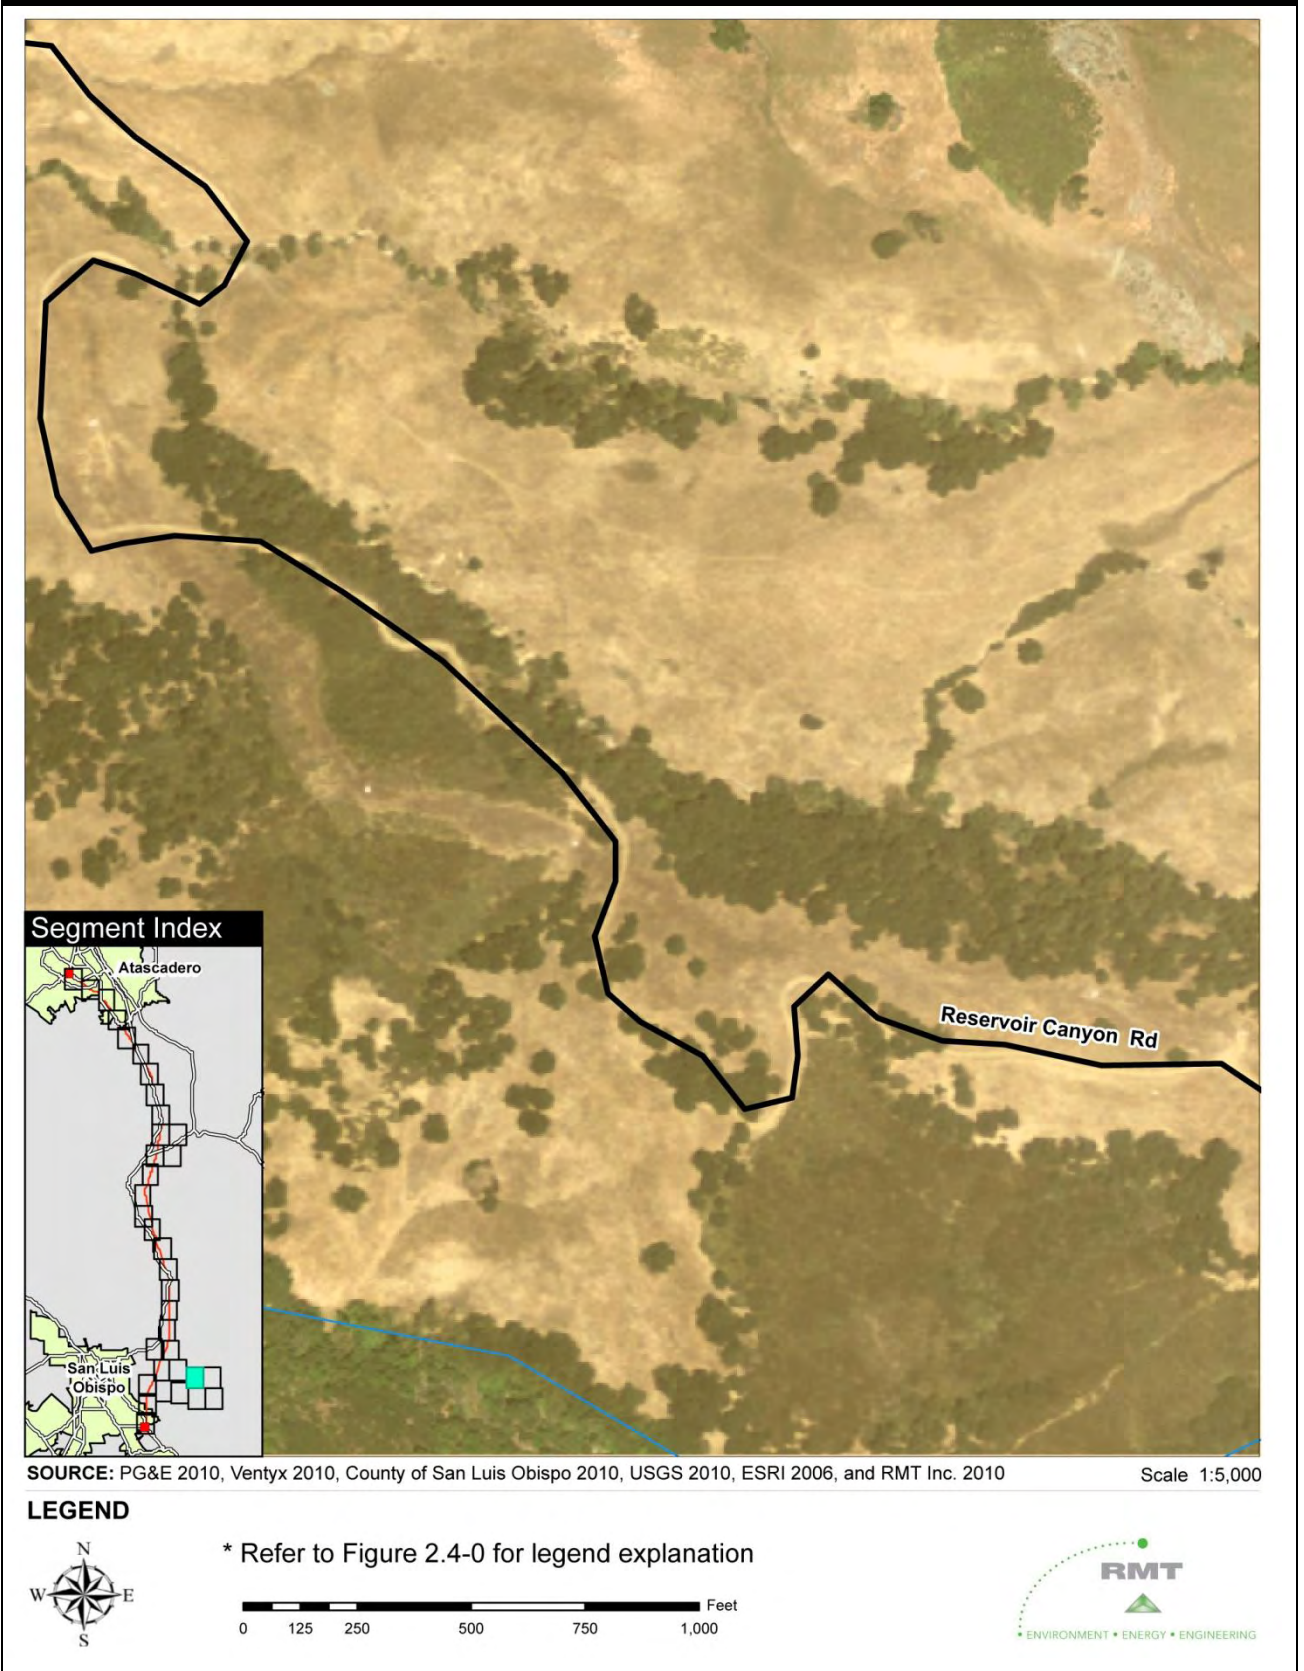 Reservoir Canyon Rd
Segment Index
Atascadero
San Luis
Obispo
SOURCE: PG&E 2010, Ventyx 2010, County of San Luis Obispo 2010, USGS 2010, ESRI 2006, and RMT Inc. 2010
Scale 1:5,000
LEGEND
N
W E
S
* Refer to Figure 2.4-0 for legend explanation
Feet
0 125 250 500 750 1,000
RMT
• ENVIRONMENT • ENERGY • ENGINEERING